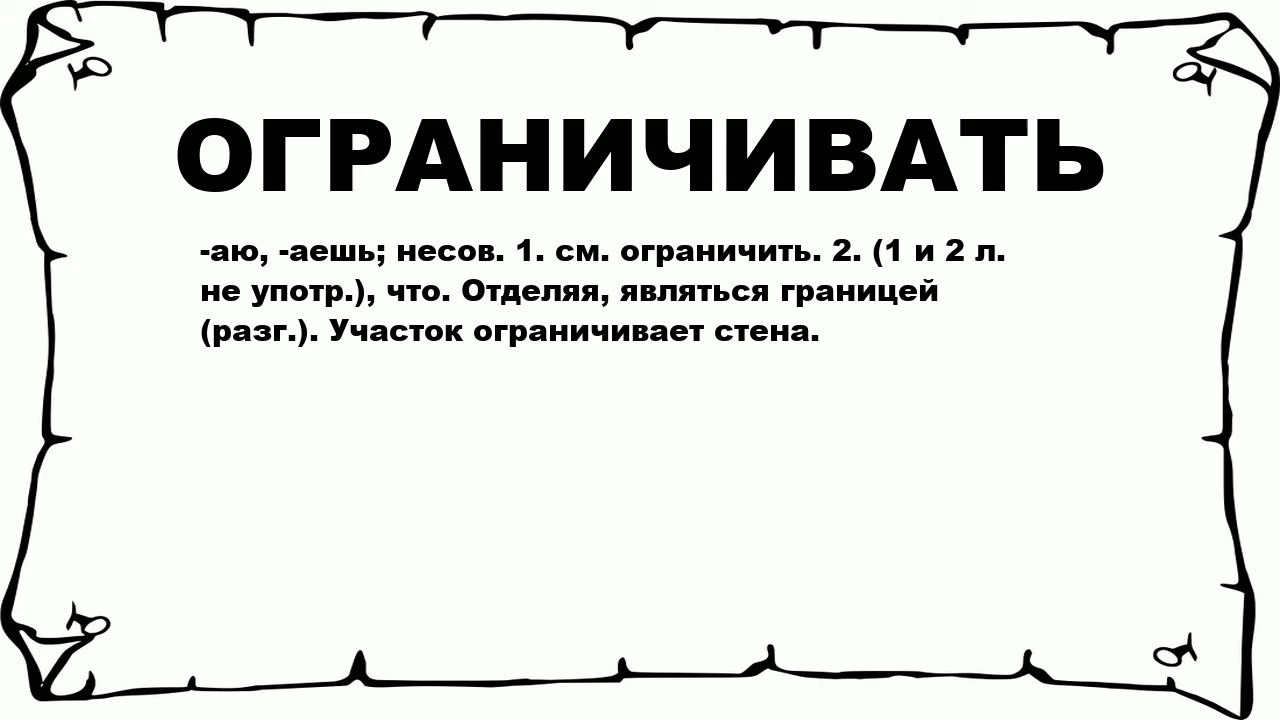 ОГРАНИЧИВАТЬ
-аю, -аешь; несов. 1. см. ограничить. 2. (1 и 2 л.
не употр.), что. Отделяя, являться границей
(разг.). Участок ограничивает стена.